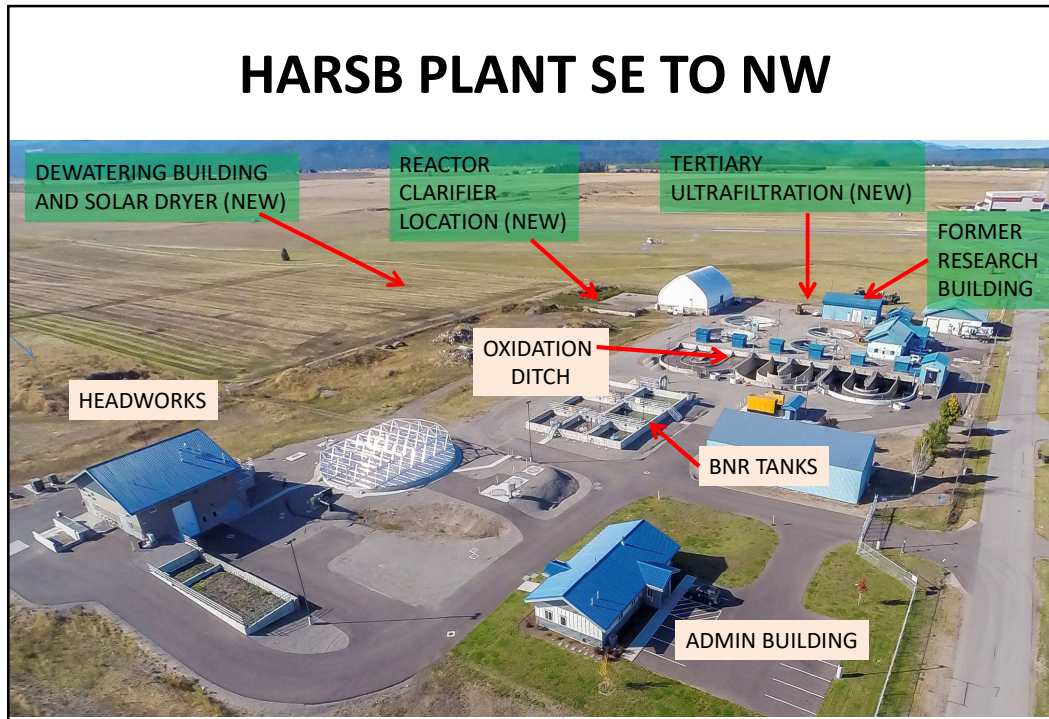 HARSB PLANT SE TO NW
DEWATERING BUILDING
AND SOLAR DRYER (NEW)
REACTOR
CLARIFIER
LOCATION (NEW)
TERTIARY
ULTRAFILTRATION (NEW)
FORMER
RESEARCH
BUILDING
OXIDATION
DITCH
HEADWORKS
BNR TANKS
ADMIN BUILDING